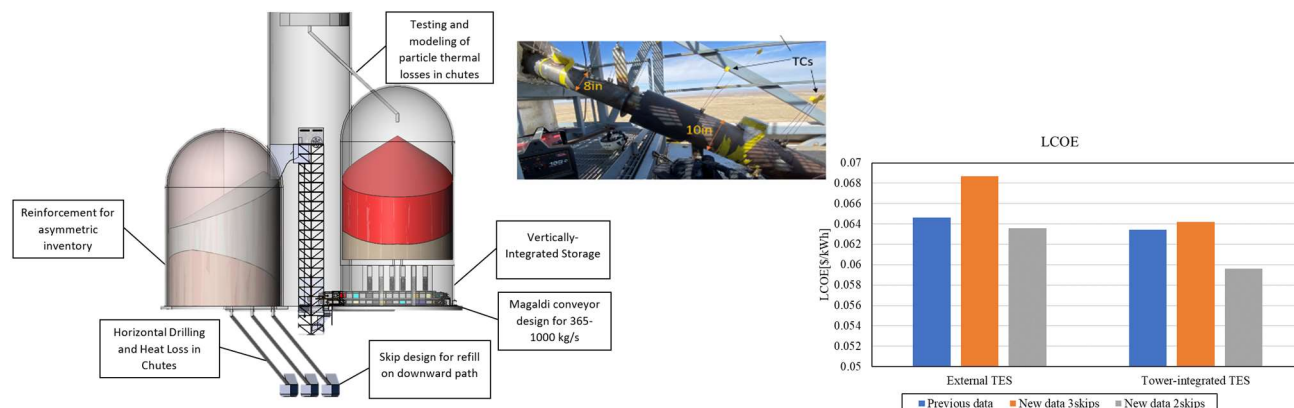 Testing and
modeling of
particle thermal
losses in chutes
Reinforcement for
asymmetric
inventory
Vertically-
Integrated Storage
Magaldi conveyor
design for 365-
1000 kg/s
Horizontal Drilling
and Heat Loss in
Chutes
Skip design for refill
on downward path
TCs
8in
10in
LCOE
LCOE[$/kWh]
0.07
0.068
0.066
0.064
0.062
0.06
0.058
0.056
0.054
0.052
0.05
External TES
Tower-integrated TES
Previous data
New data 3skips
New data 2skips